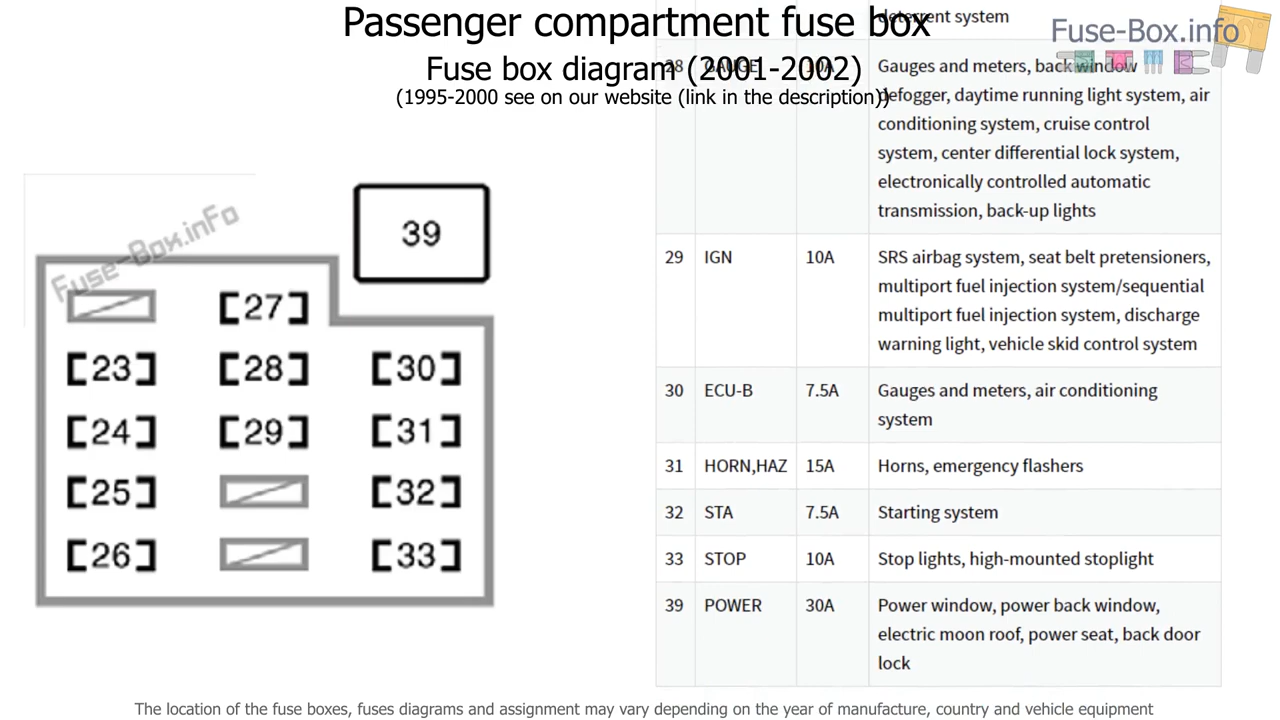 Passenger compartment fuse box
Fuse box diagram (2001-2002)
(1995-2000 see on our website (link in the description))
Fuse-Box.info
Fuse-Box.info
39
[27]
[23] [28] [30]
[24] [29] [31]
[25] [32]
[26] [33]
deterrent system
28 GAUGE 10A Gauges and meters, back window
defogger, daytime running light system, air
conditioning system, cruise control
system, center differential lock system,
electronically controlled automatic
transmission, back-up lights
29 IGN 10A SRS airbag system, seat belt pretensioners,
multiport fuel injection system/sequential
multiport fuel injection system, discharge
warning light, vehicle skid control system
30 ECU-B 7.5A Gauges and meters, air conditioning
system
31 HORN,HAZ 15A Horns, emergency flashers
32 STA 7.5A Starting system
33 STOP 10A Stop lights, high-mounted stoplight
39 POWER 30A Power window, power back window,
electric moon roof, power seat, back door
lock
The location of the fuse boxes, fuses diagrams and assignment may vary depending on the year of manufacture, country and vehicle equipment